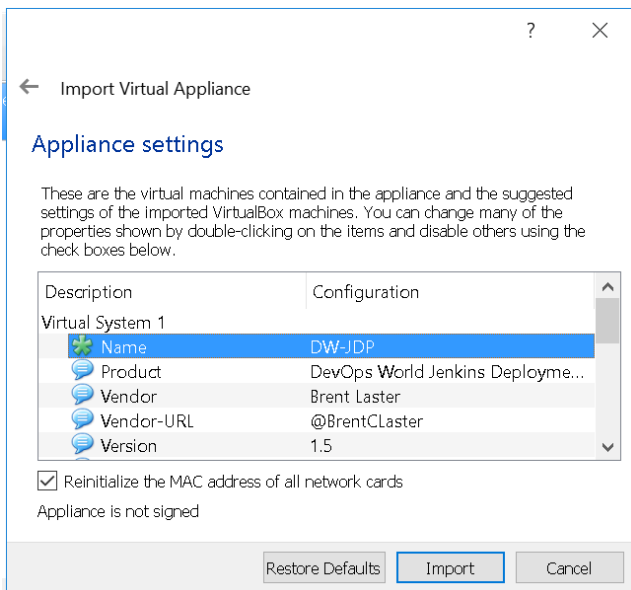 ?
Import Virtual Appliance
Appliance settings
These are the virtual machines contained in the appliance and the suggested
settings of the imported VirtualBox machines. You can change many of the
properties shown by double-clicking on the items and disable others using the
check boxes below.
Description Configuration
Virtual System 1
Name DW-JDP
Product DevOps World Jenkins Deployme...
Vendor Brent Laster
Vendor-URL @BrentCLaster
Version 1.5
Reinitialize the MAC address of all network cards
Appliance is not signed
Restore Defaults Import Cancel